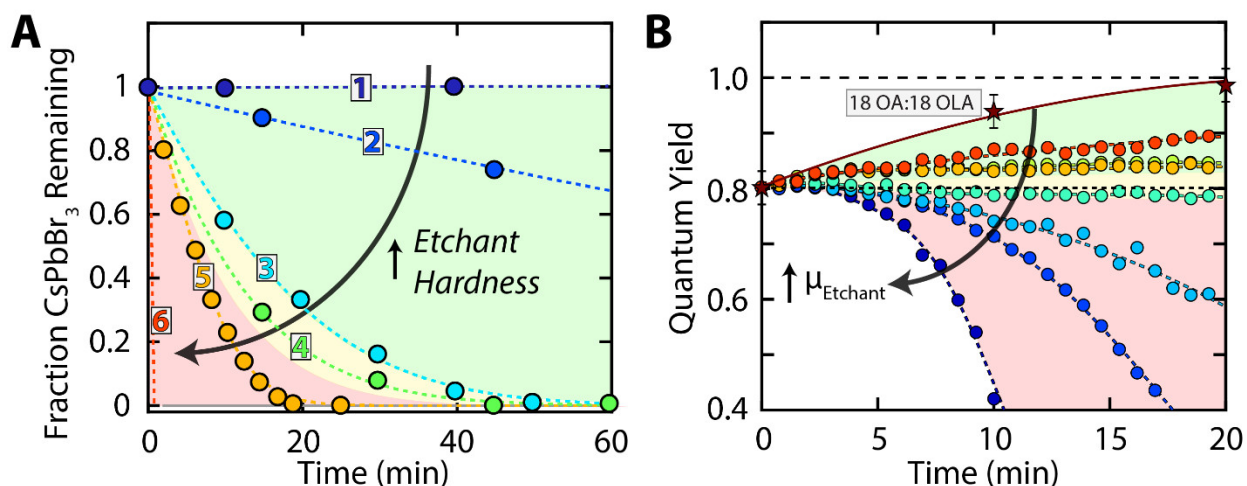 A
Fraction CsPbBr3 Remaining
1
0.8
0.6
0.4
0.2
0
0
20
40
60
Time (min)
1
2
3
4
5
6
↑ Etchant
Hardness
B
Quantum Yield
1.0
0.8
0.6
0.4
0
5
10
15
20
Time (min)
18 OA:18 OLA
↑ μEtchant